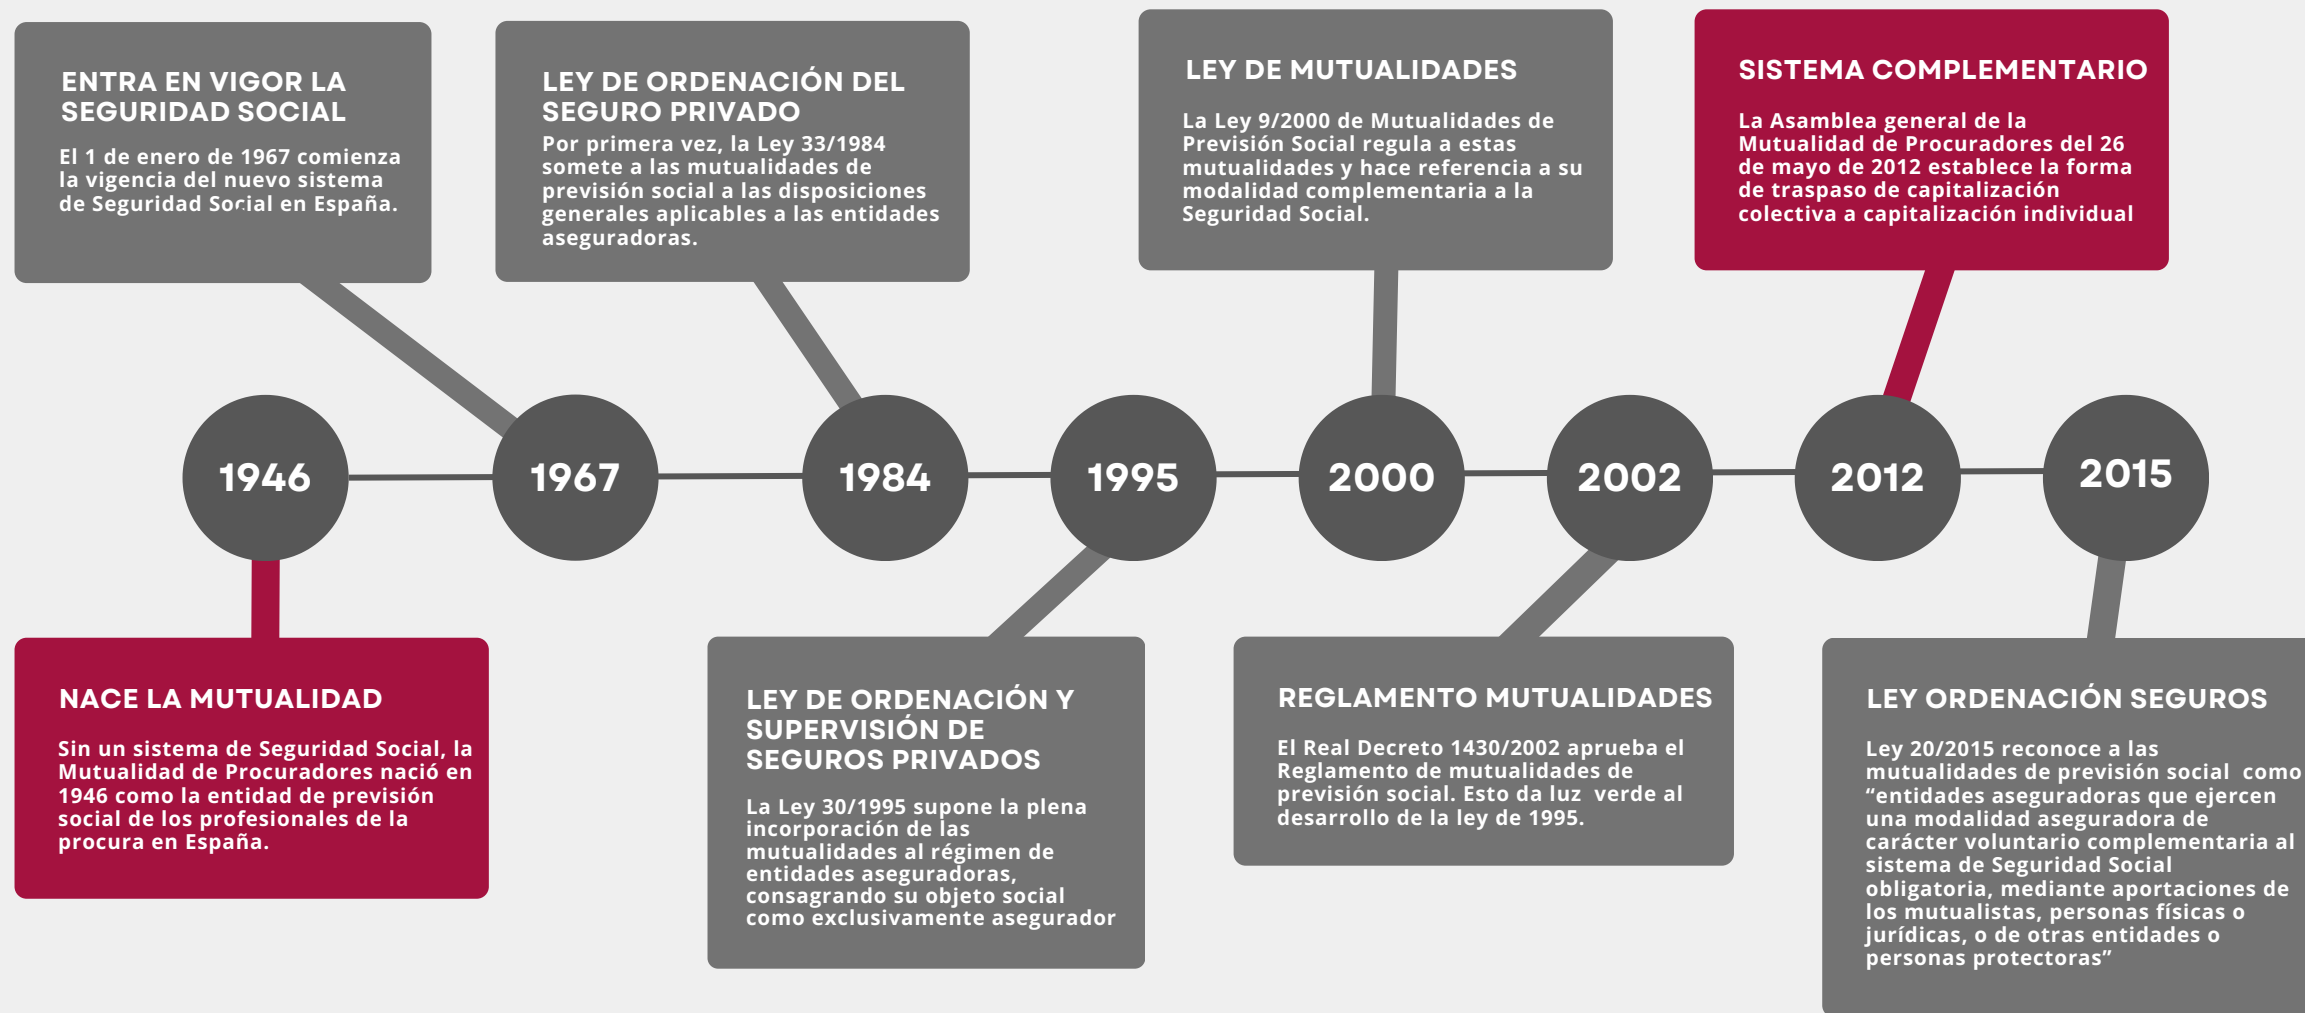 ENTRA EN VIGOR LA
SEGURIDAD SOCIAL
El 1 de enero de 1967 comienza
la vigencia del nuevo sistema
de Seguridad Social en España.
LEY DE ORDENACIÓN DEL
SEGURO PRIVADO
Por primera vez, la Ley 33/1984
somete a las mutualidades de
previsión social a las disposiciones
generales aplicables a las entidades
aseguradoras.
LEY DE MUTUALIDADES
La Ley 9/2000 de Mutualidades de
Previsión Social regula a estas
mutualidades y hace referencia a su
modalidad complementaria a la
Seguridad Social.
SISTEMA COMPLEMENTARIO
La Asamblea general de la
Mutualidad de Procuradores del 26
de mayo de 2012 establece la forma
de traspaso de capitalización
colectiva a capitalización individual
1946
1967
1984
1995
2000
2002
2012
2015
NACE LA MUTUALIDAD
Sin un sistema de Seguridad Social, la
Mutualidad de Procuradores nació en
1946 como la entidad de previsión
social de los profesionales de la
procura en España.
LEY DE ORDENACIÓN Y
SUPERVISIÓN DE
SEGUROS PRIVADOS
La Ley 30/1995 supone la plena
incorporación de las
mutualidades al régimen de
entidades aseguradoras,
consagrando su objeto social
como exclusivamente asegurador
REGLAMENTO MUTUALIDADES
El Real Decreto 1430/2002 aprueba el
Reglamento de mutualidades de
previsión social. Esto da luz  verde al
desarrollo de la ley de 1995.
LEY ORDENACIÓN SEGUROS
Ley 20/2015 reconoce a las
mutualidades de previsión social  como
“entidades aseguradoras que ejercen
una modalidad aseguradora de
carácter voluntario complementaria al
sistema de Seguridad Social
obligatoria, mediante aportaciones de
los mutualistas, personas físicas o
jurídicas, o de otras entidades o
personas protectoras”